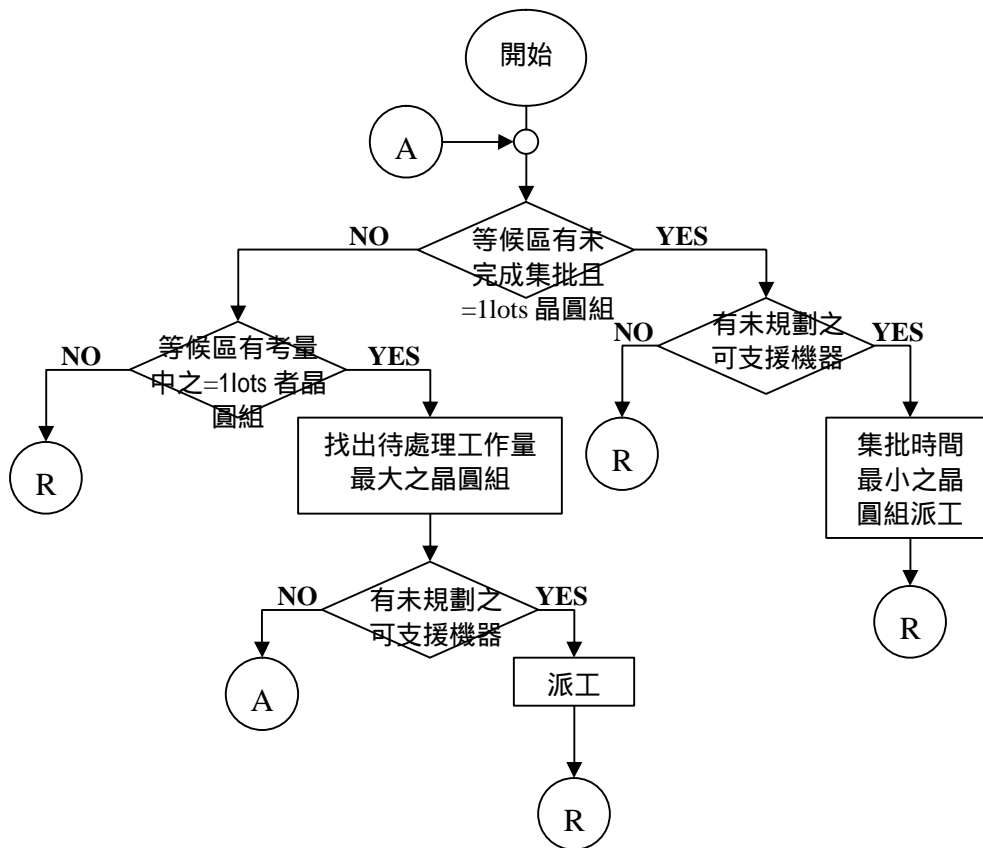 開始
A
NO
YES
等候區有未
完成集批且
=1lots 晶圓組
NO
YES
等候區有考量
中之=1lots 者晶
圓組
NO
YES
有未規劃之
可支援機器
R
找出待處理工作量
最大之晶圓組
R
集批時間
最小之晶
圓組派工
NO
YES
有未規劃之
可支援機器
R
A
派工
R